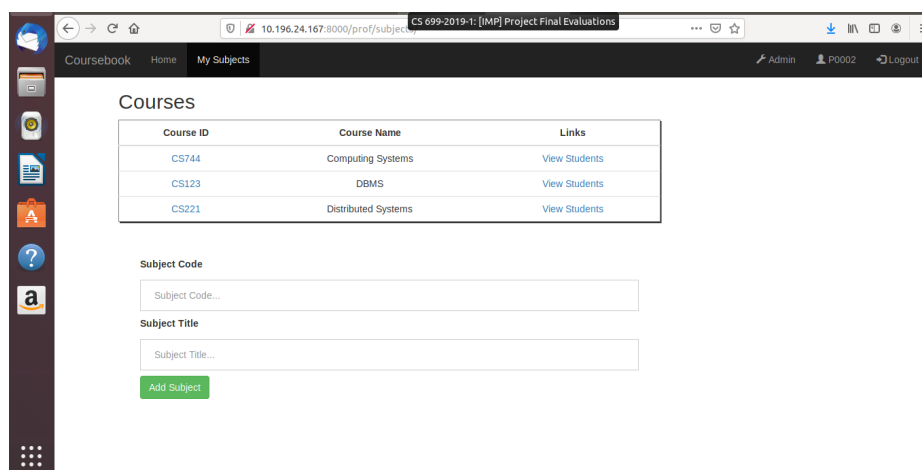 CS 699-2019-1: [IMP] Project Final Evaluations
10.196.24.167:8000/prof/subjects/
Coursebook Home My Subjects Admin P0002 Logout
Courses
Course ID Course Name Links
CS744 Computing Systems View Students
CS123 DBMS View Students
CS221 Distributed Systems View Students
Subject Code
Subject Code...
Subject Title
Subject Title...
Add Subject